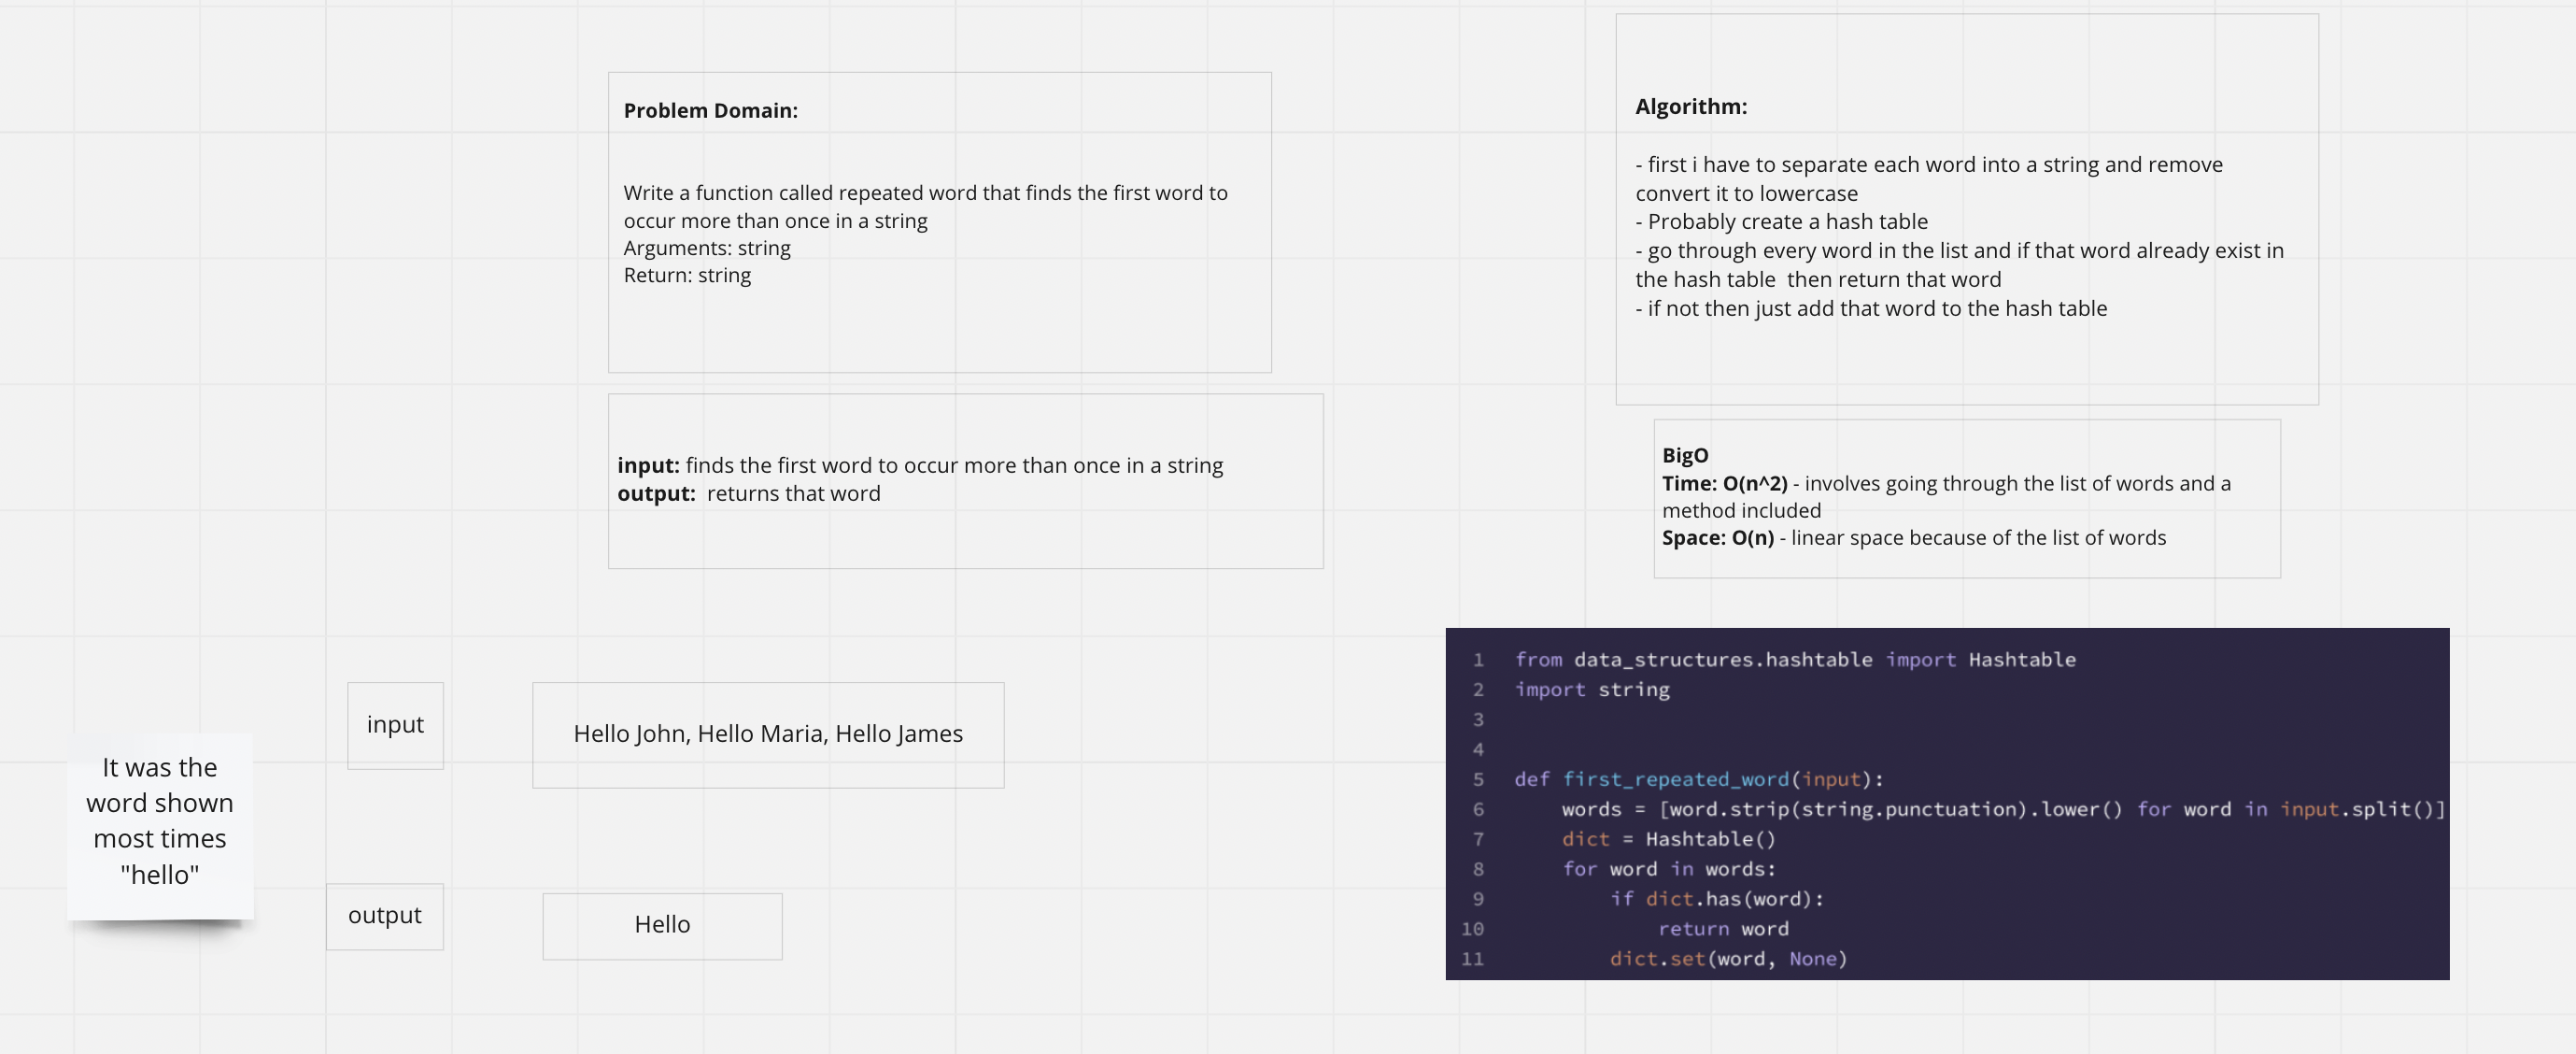 Problem Domain:
Write a function called repeated word that finds the first word to
occur more than once in a string
Arguments: string
Return: string
input: finds the first word to occur more than once in a string
output:  returns that word
Algorithm:
- first i have to separate each word into a string and remove
convert it to lowercase
- Probably create a hash table
- go through every word in the list and if that word already exist in
the hash table  then return that word
- if not then just add that word to the hash table
BigO
Time: O(n^2) - involves going through the list of words and a
method included
Space: O(n) - linear space because of the list of words
It was the
word shown
most times
"hello"
input
Hello John, Hello Maria, Hello James
output
Hello
1 from data_structures.hashtable import Hashtable
2 import string
3
4
5 def first_repeated_word(input):
6     words = [word.strip(string.punctuation).lower() for word in input.split()]
7     dict = Hashtable()
8     for word in words:
9         if dict.has(word):
10             return word
11         dict.set(word, None)